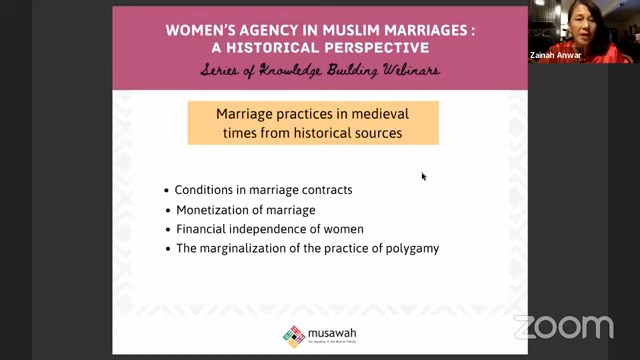 WOMEN'S AGENCY IN MUSLIM MARRIAGES :
A HISTORICAL PERSPECTIVE
Series of Knowledge Building Webinars
Zainah Anwar
Marriage practices in medieval
times from historical sources
• Conditions in marriage contracts
• Monetization of marriage
• Financial independence of women
• The marginalization of the practice of polygamy
musawah
For Equality in the Muslim Family
zoom